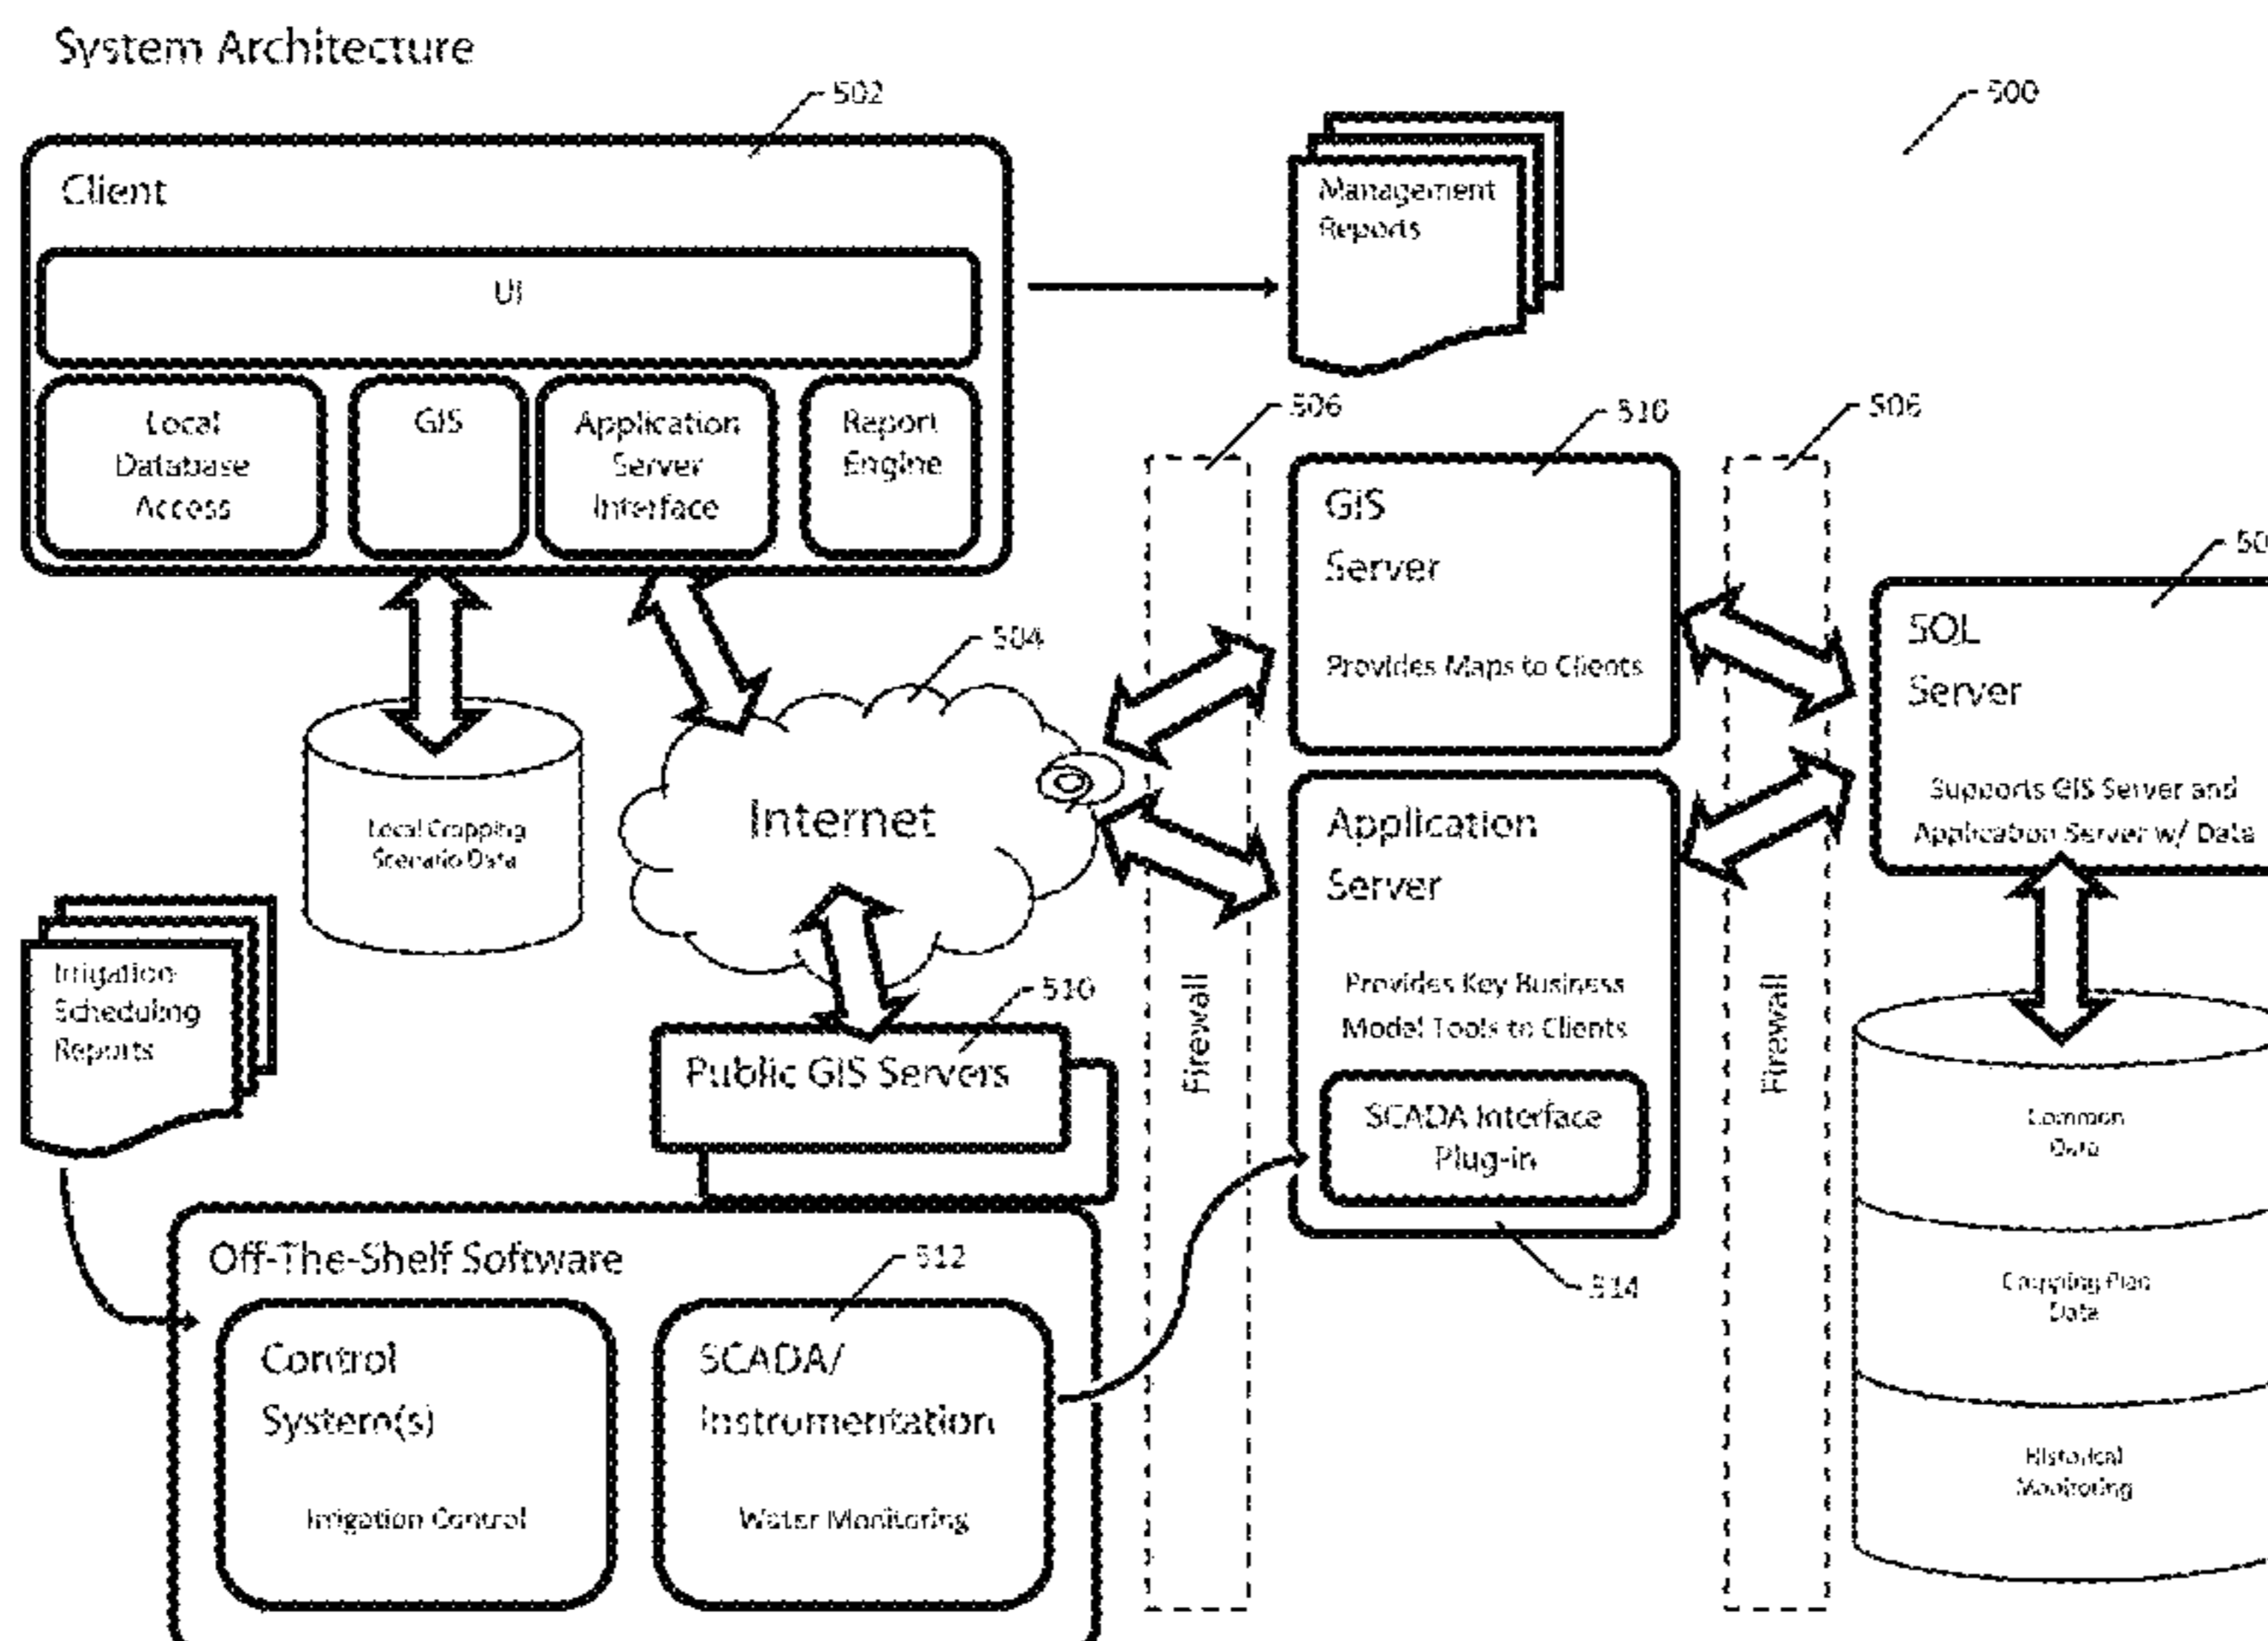 System Architecture
502
500
Client
Management
Reports
UI
Local
Database
Access
GIS
Application
Server
Interface
Report
Engine
506
516
506
GIS
Server
Provides Maps to Clients
504
SQL
Server
Supports GIS Server and
Application Server w/ Data
Local Cropping
Scenario Data
Internet
Application
Server
Provides Key Business
Model Tools to Clients
SCADA Interface
Plug-in
514
Firewall
Firewall
Irrigation
Scheduling
Reports
510
Public GIS Servers
Common
Data
Cropping Plan
Data
Historical
Monitoring
Off-The-Shelf Software
512
Control
System(s)
Irrigation Control
SCADA/
Instrumentation
Water Monitoring